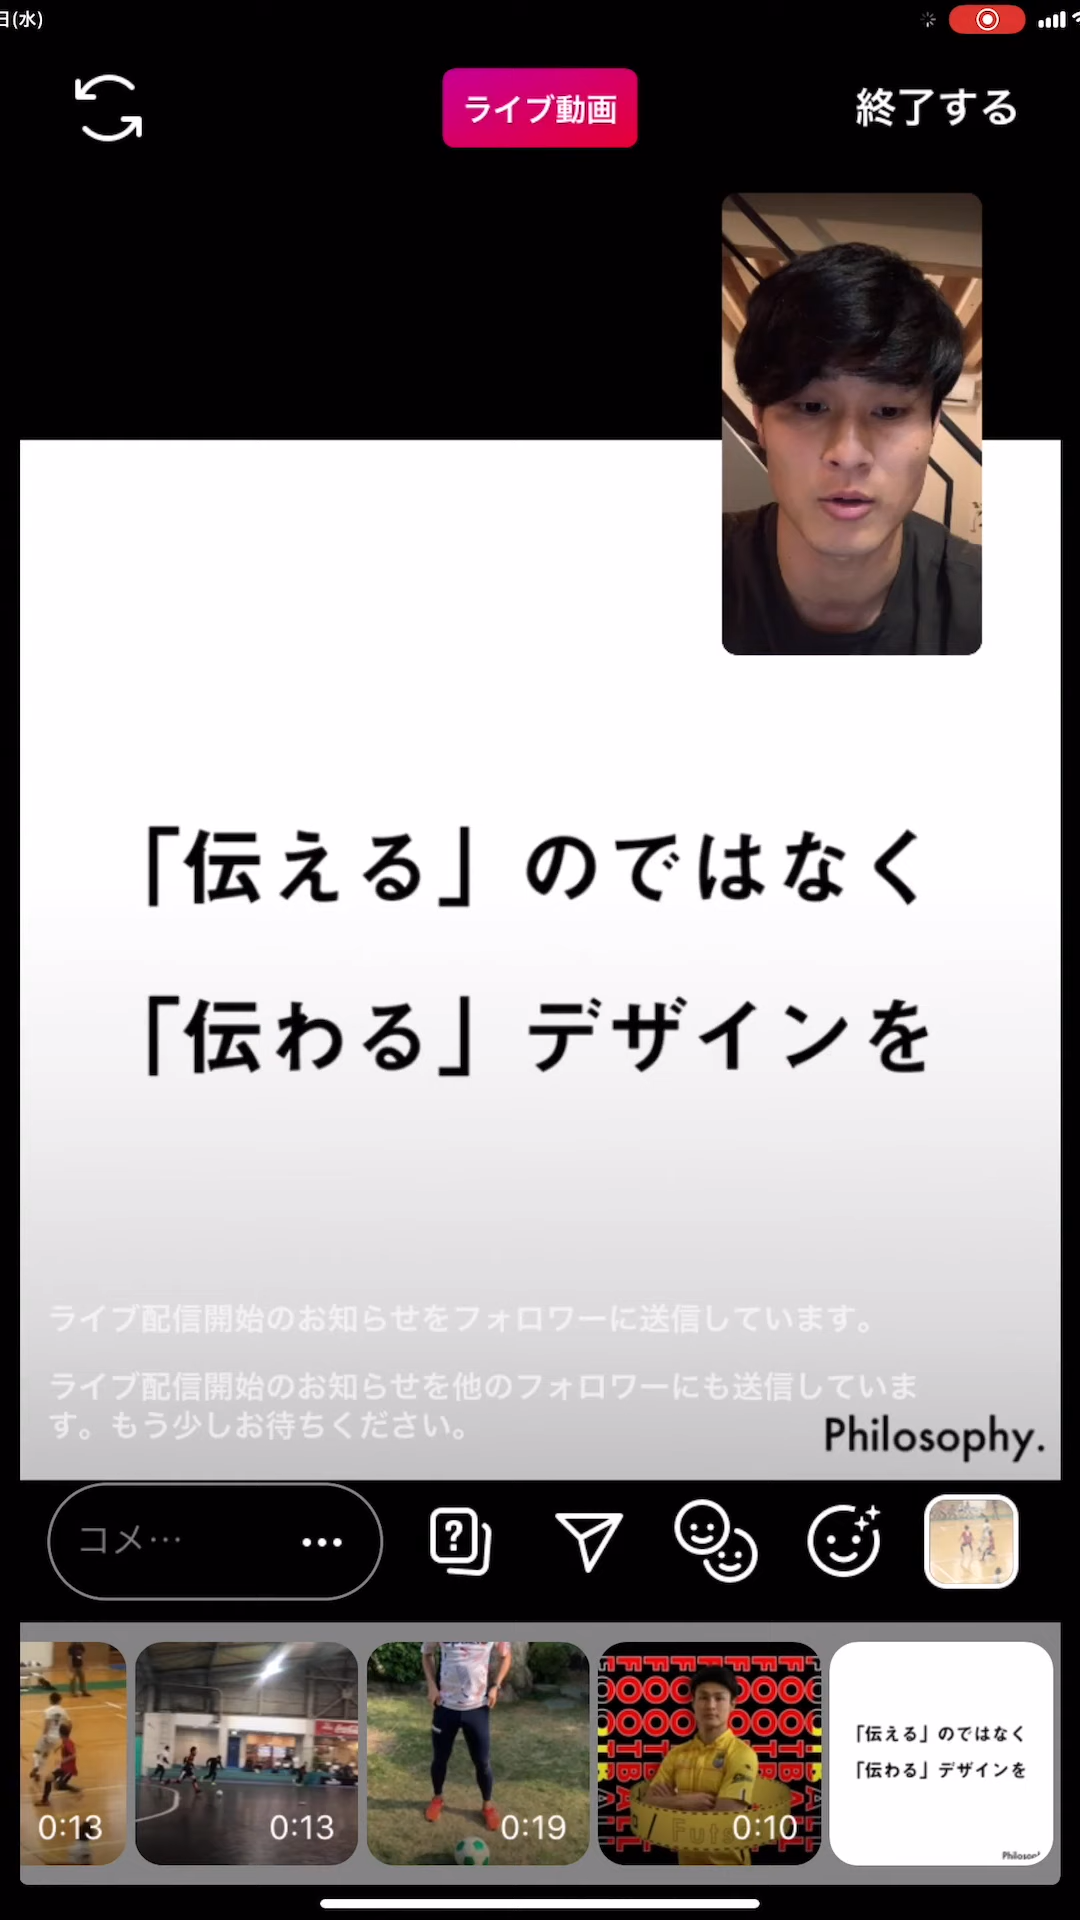 日(水)
ライブ動画
終了する
「伝える」のではなく
「伝わる」デザインを
ライブ配信開始のお知らせをフォロワーに送信しています。
ライブ配信開始のお知らせを他のフォロワーにも送信していま
す。もう少しお待ちください。
Philosophy.
コメ…
0:13
0:13
0:19
0:10
「伝える」のではなく
「伝わる」デザインを